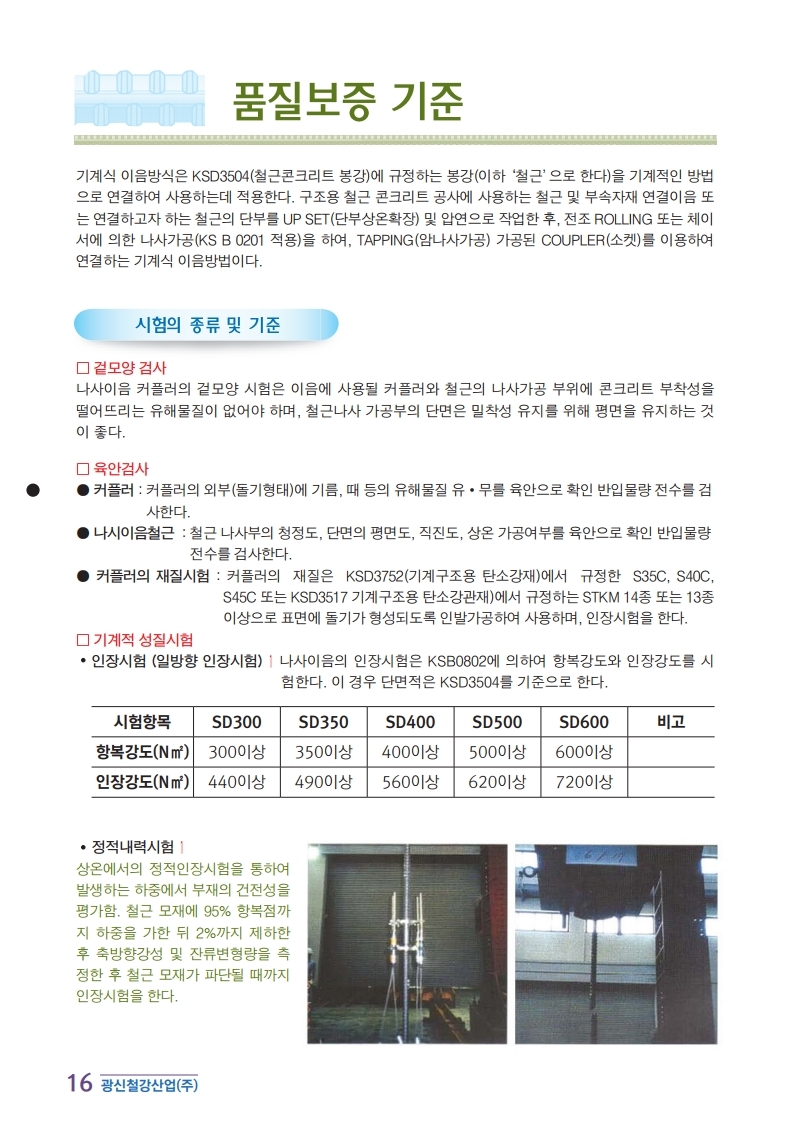 품질보증 기준
기계식 이음방식은 KSD3504(철근콘크리트 봉강)에 규정하는 봉강(이하 ‘철근’으로 한다)을 기계적인 방법
으로 연결하여 사용하는데 적용한다. 구조용 철근 콘크리트 공사에 사용하는 철근 및 부속자재 연결이음 또
는 연결하고자 하는 철근의 단부를 UP SET(단부상온확장) 및 압연으로 작업한 후, 전조 ROLLING 또는 체이
서에 의한 나사가공(KS B 0201 적용)을 하여, TAPPING(암나사가공) 가공된 COUPLER(소켓)를 이용하여
연결하는 기계식 이음방법이다.
시험의 종류 및 기준
□ 겉모양 검사
나사이음 커플러의 겉모양 시험은 이음에 사용될 커플러와 철근의 나사가공 부위에 콘크리트 부착성을
떨어뜨리는 유해물질이 없어야 하며, 철근나사 가공부의 단면은 밀착성 유지를 위해 평면을 유지하는 것
이 좋다.
□ 육안검사
● 커플러 : 커플러의 외부(돌기형태)에 기름, 때 등의 유해물질 유•무를 육안으로 확인 반입물량 전수를 검
사한다.
● 나시이음철근 : 철근 나사부의 청정도, 단면의 평면도, 직진도, 상온 가공여부를 육안으로 확인 반입물량
전수를 검사한다.
● 커플러의 재질시험 : 커플러의 재질은 KSD3752(기계구조용 탄소강재)에서 규정한 S35C, S40C,
S45C 또는 KSD3517 기계구조용 탄소강관재)에서 규정하는 STKM 14종 또는 13종
이상으로 표면에 돌기가 형성되도록 인발가공하여 사용하며, 인장시험을 한다.
□ 기계적 성질시험
• 인장시험 (일방향 인장시험) ㅣ 나사이음의 인장시험은 KSB0802에 의하여 항복강도와 인장강도를 시
험한다. 이 경우 단면적은 KSD3504를 기준으로 한다.
시험항목 SD300 SD350 SD400 SD500 SD600 비고
항복강도(N㎡) 300이상 350이상 400이상 500이상 600이상
인장강도(N㎡) 440이상 490이상 560이상 620이상 720이상
• 정적내력시험 ㅣ
상온에서의 정적인장시험을 통하여
발생하는 하중에서 부재의 건전성을
평가함. 철근 모재에 95% 항복점까
지 하중을 가한 뒤 2%까지 제하한
후 축방향강성 및 잔류변형량을 측
정한 후 철근 모재가 파단될 때까지
인장시험을 한다.
16 광신철강산업(주)